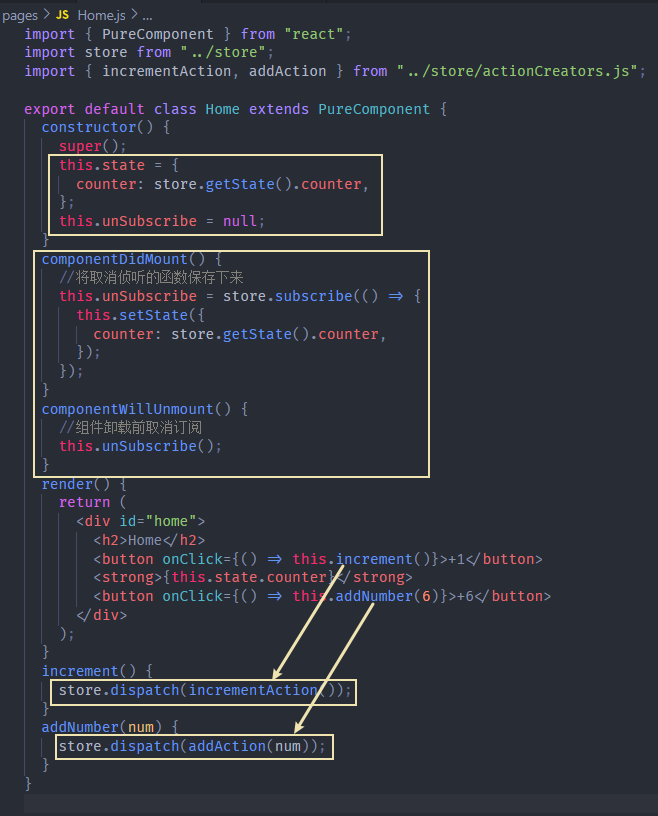 pages > JS Home.js > ...
import { PureComponent } from "react";
import store from "../store";
import { incrementAction, addAction } from "../store/actionCreators.js";
export default class Home extends PureComponent {
constructor() {
super();
this.state = {
counter: store.getState().counter,
};
this.unSubscribe = null;
}
componentDidMount() {
//将取消侦听的函数保存下来
this.unSubscribe = store.subscribe(() => {
this.setState({
counter: store.getState().counter,
});
});
}
componentWillUnmount() {
//组件卸载前取消订阅
this.unSubscribe();
}
render() {
return (
<div id="home">
<h2>Home</h2>
<button onClick={() => this.increment()}>+1</button>
<strong>{this.state.counter}</strong>
<button onClick={() => this.addNumber(6)}>+6</button>
</div>
);
}
increment() {
store.dispatch(incrementAction());
}
addNumber(num) {
store.dispatch(addAction(num));
}
}